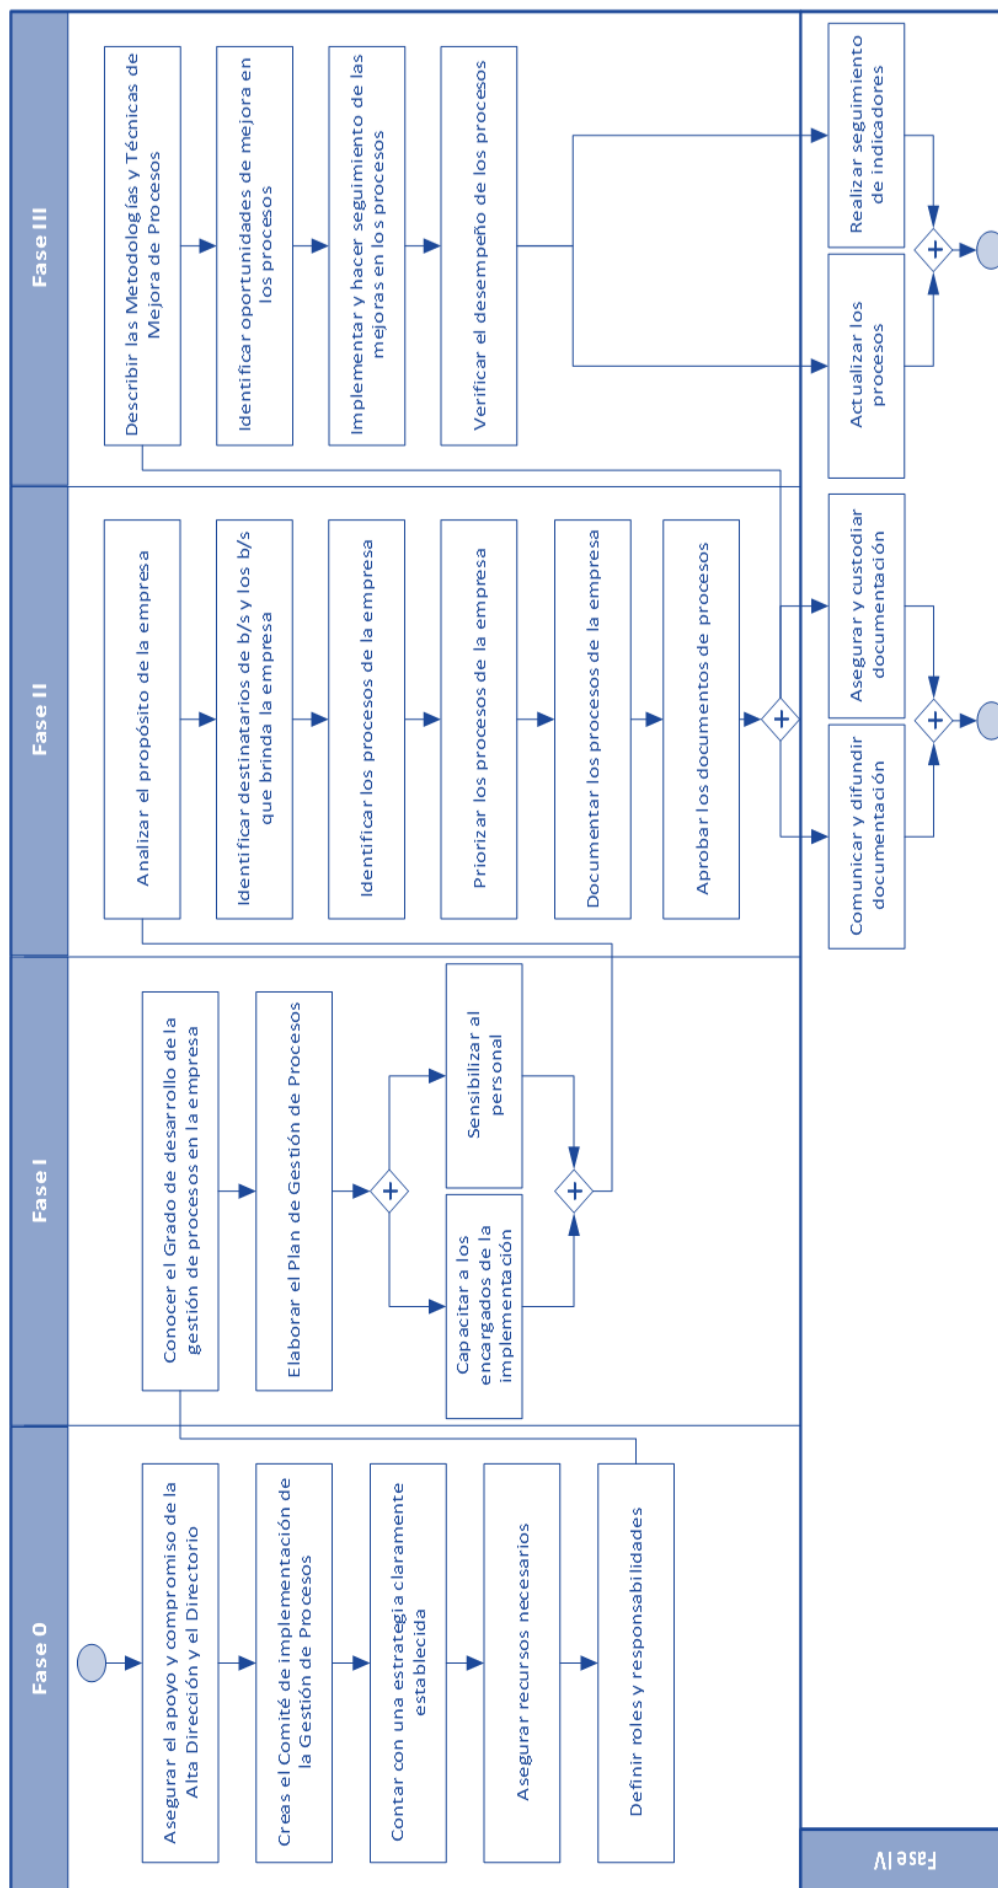 Fase 0
Asegurar el apoyo y compromiso de la
Alta Dirección y el Directorio
Creas el Comité de implementación de
la Gestión de Procesos
Contar con una estrategia claramente
establecida
Asegurar recursos necesarios
Definir roles y responsabilidades
Fase I
Conocer el Grado de desarrollo de la
gestión de procesos en la empresa
Elaborar el Plan de Gestión de Procesos
Capacitar a los
encargados de la
implementación
Sensibilizar al
personal
Fase II
Analizar el propósito de la empresa
Identificar destinatarios de b/s y los b/s
que brinda la empresa
Identificar los procesos de la empresa
Priorizar los procesos de la empresa
Documentar los procesos de la empresa
Aprobar los documentos de procesos
Fase III
Describir las Metodologías y Técnicas de
Mejora de Procesos
Identificar oportunidades de mejora en
los procesos
Implementar y hacer seguimiento de las
mejoras en los procesos
Verificar el desempeño de los procesos
Fase IV
Comunicar y difundir
documentación
Asegurar y custodiar
documentación
Actualizar los
procesos
Realizar seguimiento
de indicadores